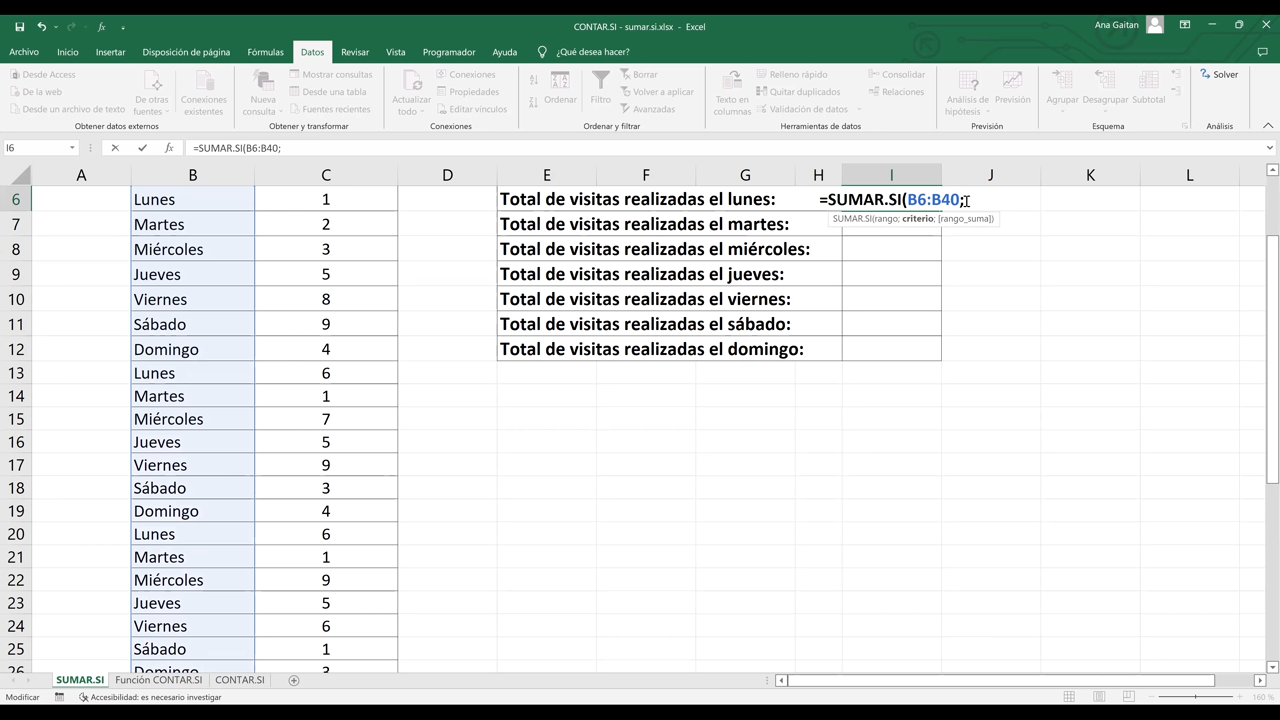 CONTAR.SI - sumar.si.xlsx - Excel
Ana Gaitan
Archivo Inicio Insertar Disposición de página Fórmulas Datos Revisar Vista Programador Ayuda ¿Qué desea hacer?
Desde Access
De la web
Desde un archivo de texto
De otras fuentes
Conexiones existentes
Obtener datos externos
Nueva consulta
Mostrar consultas
Desde una tabla
Fuentes recientes
Obtener y transformar
Actualizar todo
Conexiones
Propiedades
Editar vínculos
Conexiones
Ordenar
Filtro
Borrar
Volver a aplicar
Avanzadas
Ordenar y filtrar
Texto en columnas
Relleno rápido
Quitar duplicados
Validación de datos
Consolidar
Relaciones
Herramientas de datos
Análisis de hipótesis
Previsión
Previsión
Agrupar
Desagrupar
Subtotal
Esquema
Solver
Análisis
I6 fx =SUMAR.SI(B6:B40;
A B C D E F G H I J K L
6 Lunes 1 Total de visitas realizadas el lunes: =SUMAR.SI(B6:B40;
SUMAR.SI(rango; criterio; [rango_suma])
7 Martes 2 Total de visitas realizadas el martes:
8 Miércoles 3 Total de visitas realizadas el miércoles:
9 Jueves 5 Total de visitas realizadas el jueves:
10 Viernes 8 Total de visitas realizadas el viernes:
11 Sábado 9 Total de visitas realizadas el sábado:
12 Domingo 4 Total de visitas realizadas el domingo:
13 Lunes 6
14 Martes 1
15 Miércoles 7
16 Jueves 5
17 Viernes 9
18 Sábado 3
19 Domingo 4
20 Lunes 6
21 Martes 1
22 Miércoles 9
23 Jueves 5
24 Viernes 6
25 Sábado 1
26 Domingo 3
SUMAR.SI Función CONTAR.SI CONTAR.SI
Modificar Accesibilidad: es necesario investigar 160 %